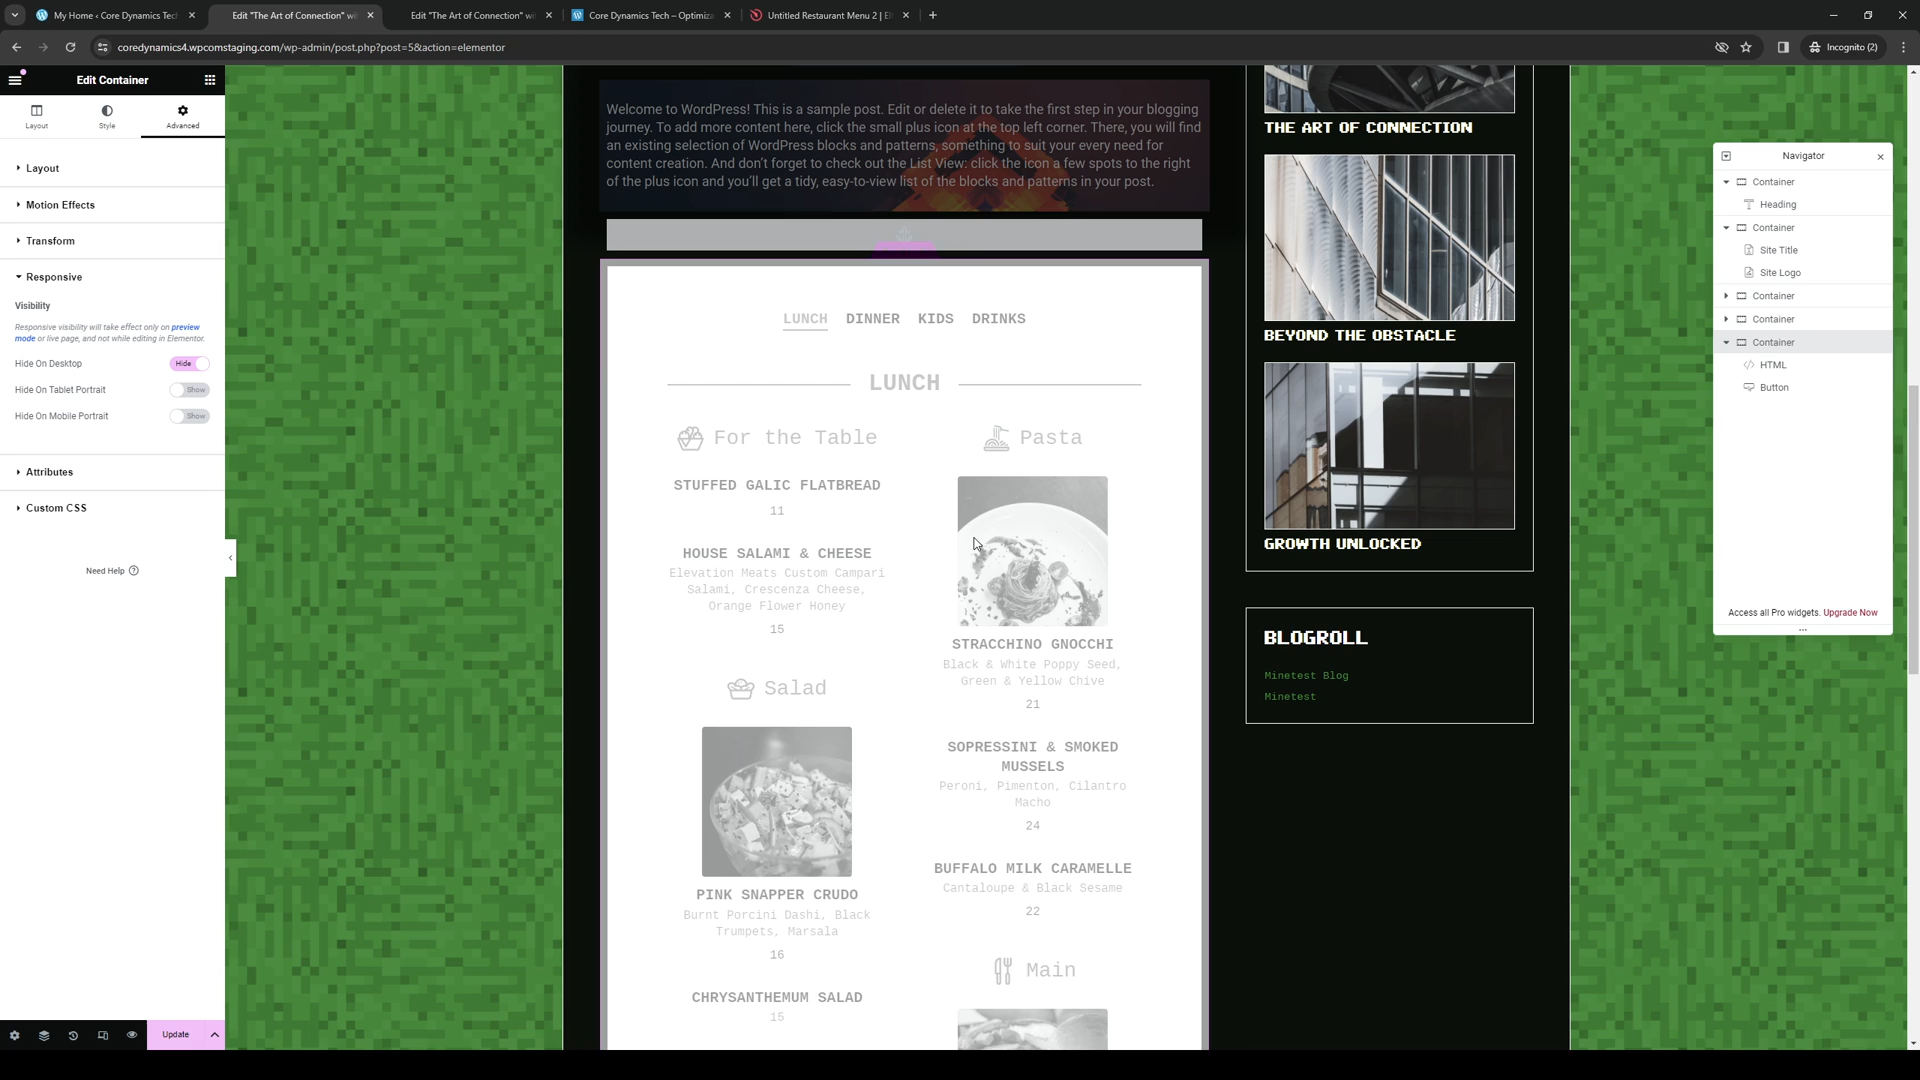 My Home ‹ Core Dynamics Tech
Edit "The Art of Connection" wi
Edit "The Art of Connection" wi
Core Dynamics Tech – Optimiza
Untitled Restaurant Menu 2 | El
coredynamics4.wpcomstaging.com/wp-admin/post.php?post=5&action=elementor
Incognito (2)
Edit Container
Layout
Style
Advanced
Layout
Motion Effects
Transform
Responsive
Visibility
Responsive visibility will take effect only on preview
mode or live page, and not while editing in Elementor.
Hide On Desktop
Hide
Hide On Tablet Portrait
Show
Hide On Mobile Portrait
Show
Attributes
Custom CSS
Need Help
Update
Welcome to WordPress! This is a sample post. Edit or delete it to take the first step in your blogging
journey. To add more content here, click the small plus icon at the top left corner. There, you will find
an existing selection of WordPress blocks and patterns, something to suit your every need for
content creation. And don't forget to check out the List View: click the icon a few spots to the right
of the plus icon and you'll get a tidy, easy-to-view list of the blocks and patterns in your post.
LUNCH DINNER KIDS DRINKS
LUNCH
For the Table
STUFFED GALIC FLATBREAD
11
HOUSE SALAMI & CHEESE
Elevation Meats Custom Campari
Salami, Crescenza Cheese,
Orange Flower Honey
15
Salad
PINK SNAPPER CRUDO
Burnt Porcini Dashi, Black
Trumpets, Marsala
16
CHRYSANTHEMUM SALAD
15
Pasta
STRACCHINO GNOCCHI
Black & White Poppy Seed,
Green & Yellow Chive
21
SOPRESSINI & SMOKED
MUSSELS
Peroni, Pimenton, Cilantro
Macho
24
BUFFALO MILK CARAMELLE
Cantaloupe & Black Sesame
22
Main
THE ART OF CONNECTION
BEYOND THE OBSTACLE
GROWTH UNLOCKED
BLOGROLL
Minetest Blog
Minetest
Navigator
Container
Heading
Container
Site Title
Site Logo
Container
Container
Container
HTML
Button
Access all Pro widgets. Upgrade Now